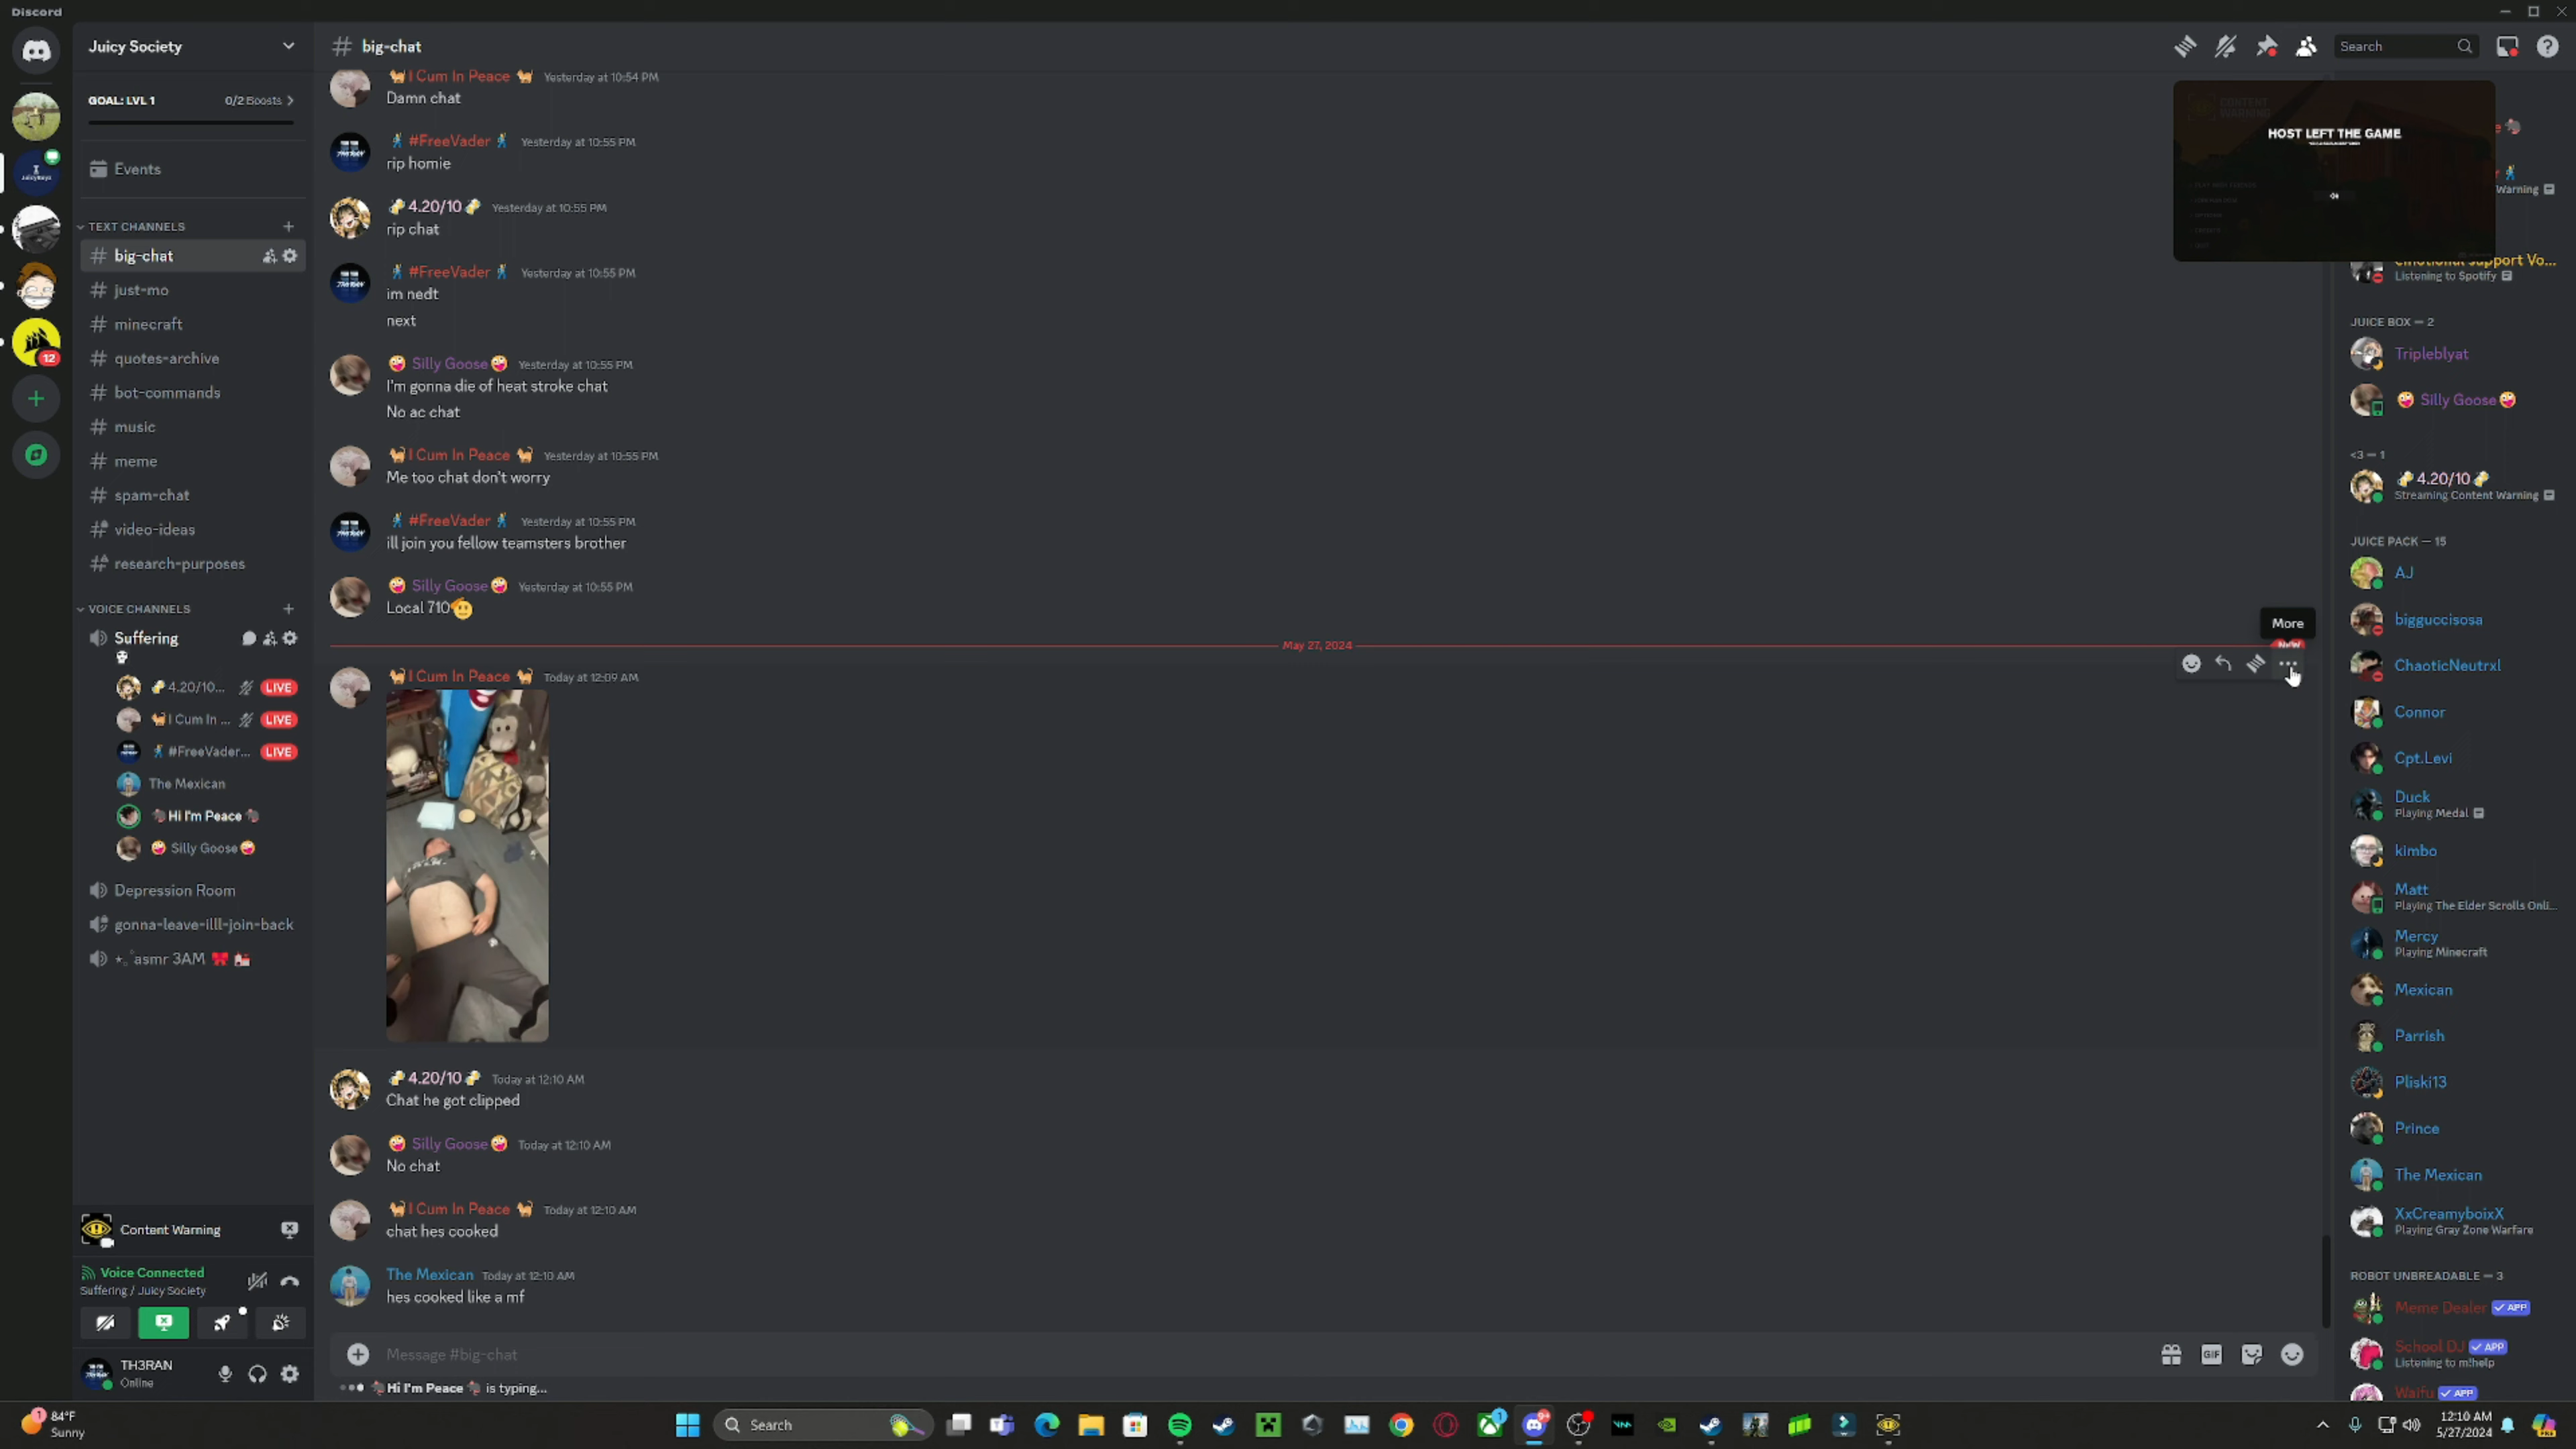 Discord
Juicy Society
GOAL: LVL 1 0/2 Boosts
Events
TEXT CHANNELS
big-chat
just-mo
minecraft
quotes-archive
bot-commands
music
meme
spam-chat
video-ideas
research-purposes
VOICE CHANNELS
Suffering
4.20/10... LIVE
I Cum In ... LIVE
#FreeVader... LIVE
The Mexican
Hi I'm Peace
Silly Goose
Depression Room
gonna-leave-illl-join-back
asmr 3AM
Content Warning
Voice Connected
Suffering / Juicy Society
TH3RAN
Online
12
big-chat
I Cum In Peace Yesterday at 10:54 PM
Damn chat
#FreeVader Yesterday at 10:55 PM
rip homie
4.20/10 Yesterday at 10:55 PM
rip chat
#FreeVader Yesterday at 10:55 PM
im nedt
next
Silly Goose Yesterday at 10:55 PM
I'm gonna die of heat stroke chat
No ac chat
I Cum In Peace Yesterday at 10:55 PM
Me too chat don't worry
#FreeVader Yesterday at 10:55 PM
ill join you fellow teamsters brother
Silly Goose Yesterday at 10:55 PM
Local 710
May 27, 2024
More
NEW
I Cum In Peace Today at 12:09 AM
4.20/10 Today at 12:10 AM
Chat he got clipped
Silly Goose Today at 12:10 AM
No chat
I Cum In Peace Today at 12:10 AM
chat hes cooked
The Mexican Today at 12:10 AM
hes cooked like a mf
Message #big-chat
GIF
Hi I'm Peace is typing...
Search
CONTENT
WARNING
HOST LEFT THE GAME
Warning
Emotional Support Vo...
Listening to Spotify
JUICE BOX — 2
Tripleblyat
Silly Goose
<3 — 1
4.20/10
Streaming Content Warning
JUICE PACK — 15
AJ
bigguccisosa
ChaoticNeutrxl
Connor
Cpt.Levi
Duck
Playing Medal
kimbo
Matt
Playing The Elder Scrolls Onli...
Mercy
Playing Minecraft
Mexican
Parrish
Pliski13
Prince
The Mexican
XxCreamyboixX
Playing Gray Zone Warfare
ROBOT UNBREADABLE — 3
Meme Dealer APP
School DJ APP
Listening to m!help
Waifu APP
1
84°F
Sunny
Search
12:10 AM
5/27/2024